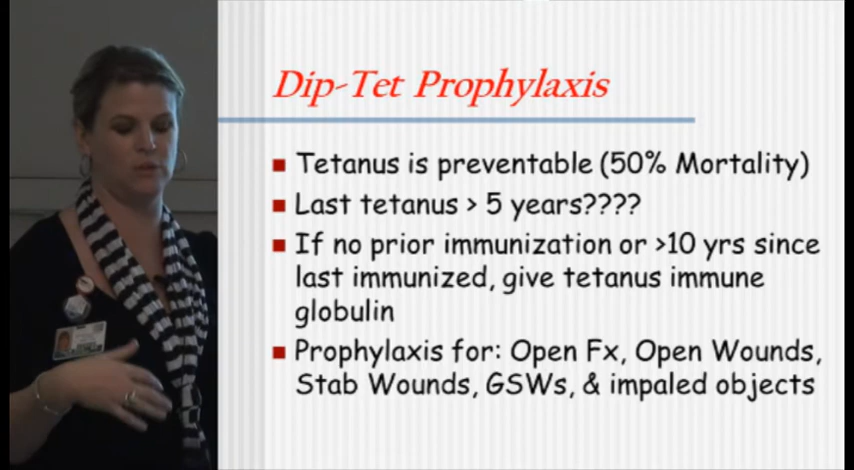 Dip-Tet Prophylaxis
Tetanus is preventable (50% Mortality)
Last tetanus > 5 years????
If no prior immunization or >10 yrs since
last immunized, give tetanus immune
globulin
Prophylaxis for: Open Fx, Open Wounds,
Stab Wounds, GSWs, & impaled objects